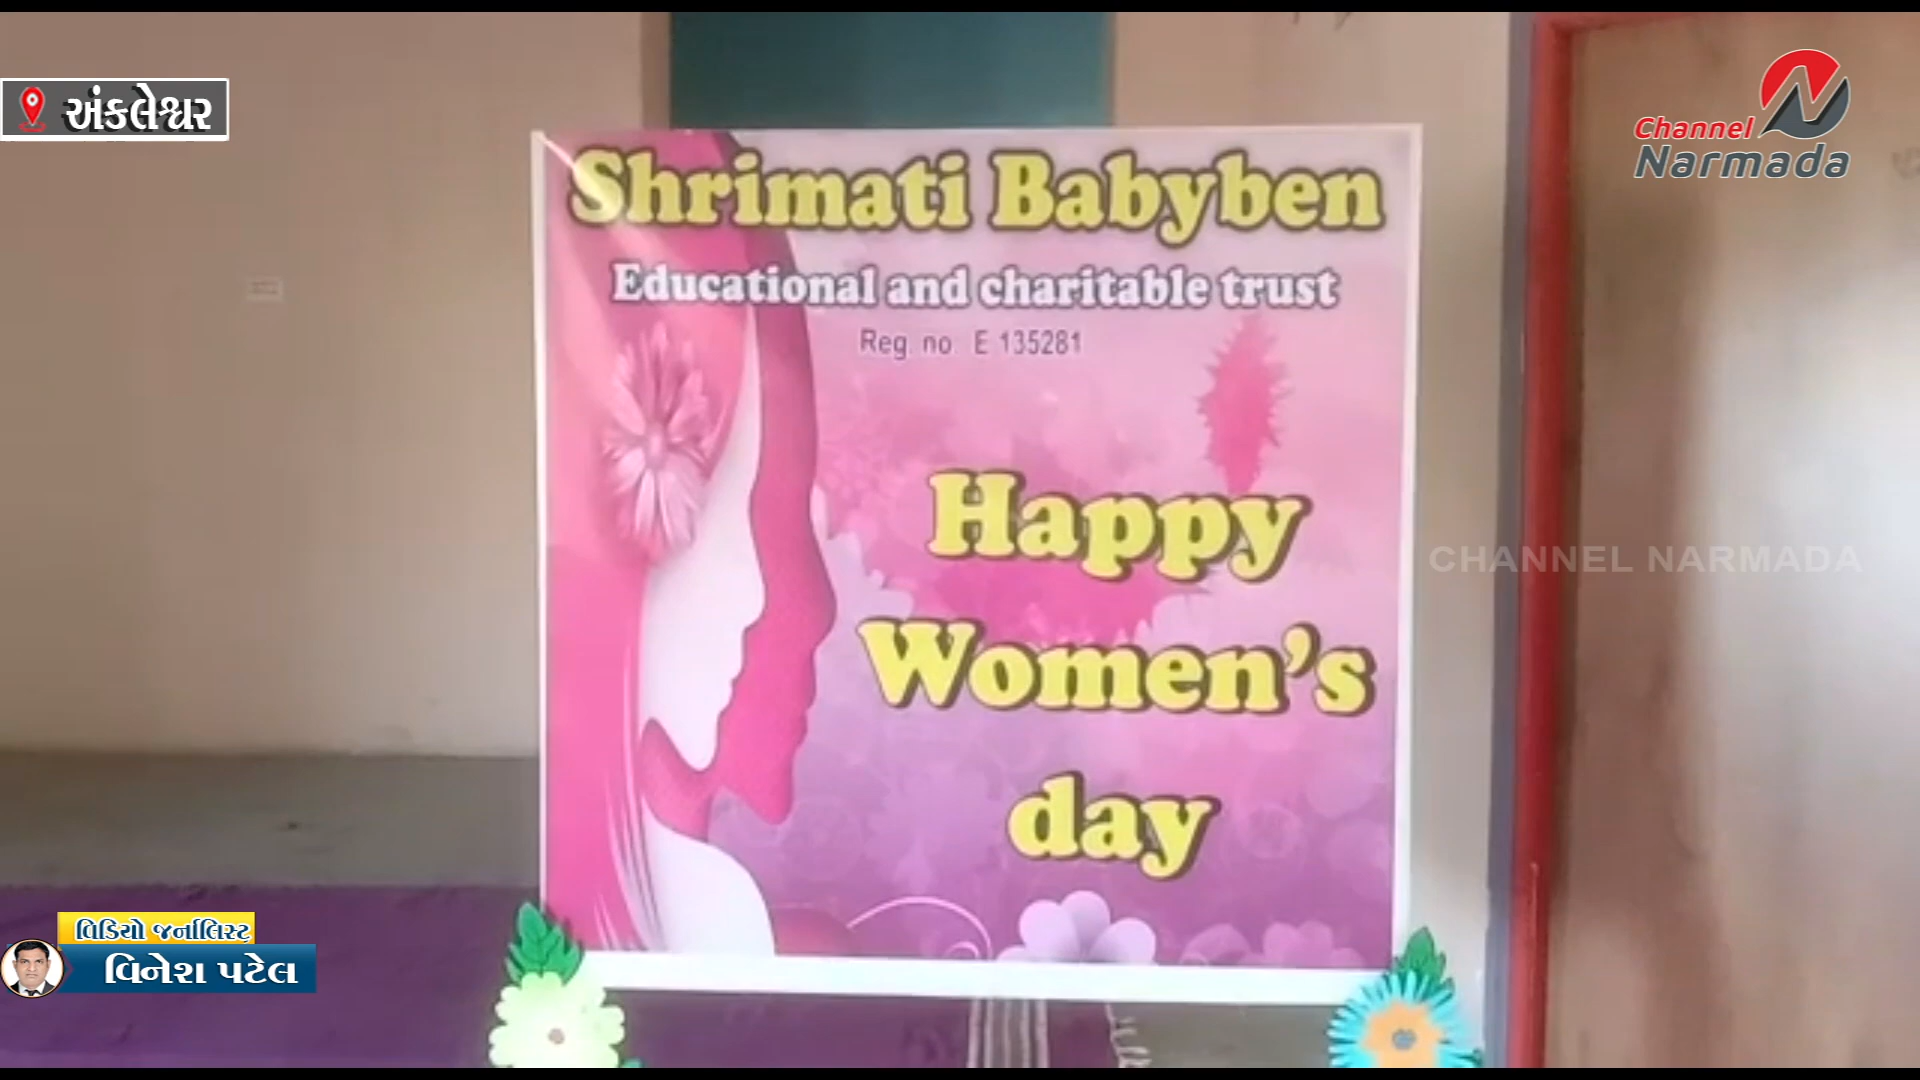 અંકલેશ્વર
Channel
Narmada
Shrimati Babyben
Educational and charitable trust
Reg. no. E 135281
Happy
Women's
day
CHANNEL NARMADA
વિડિયો જર્નાલિસ્ટ
વિનેશ પટેલ